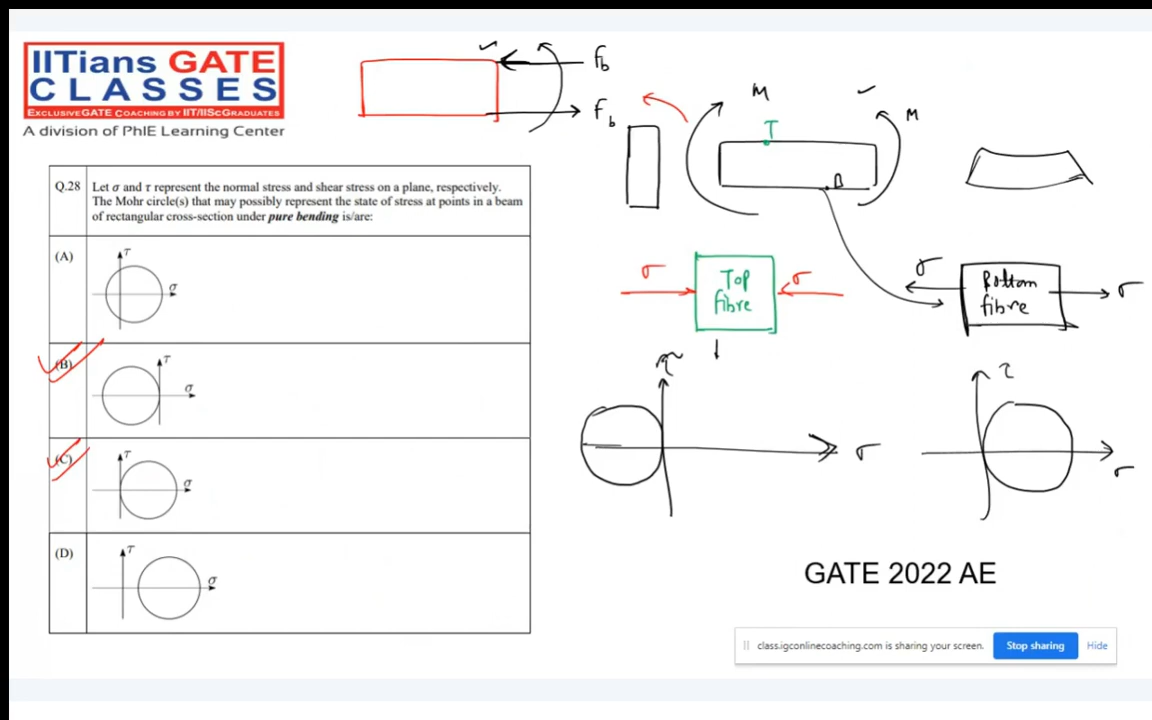 IITians GATE
CLASSES
EXCLUSIVE GATE COACHING BY IIT/IISc GRADUATES
A division of PhIE Learning Center
fb
fb
M
M
T
B
Q.28 Let σ and τ represent the normal stress and shear stress on a plane, respectively.
The Mohr circle(s) that may possibly represent the state of stress at points in a beam
of rectangular cross-section under pure bending is/are:
(A)
τ
σ
(B)
τ
σ
(C)
τ
σ
(D)
τ
σ
σ
Top
fibre
σ
σ
Bottom
fibre
σ
τ
σ
τ
σ
GATE 2022 AE
class.igconlinecoaching.com is sharing your screen.
Stop sharing
Hide